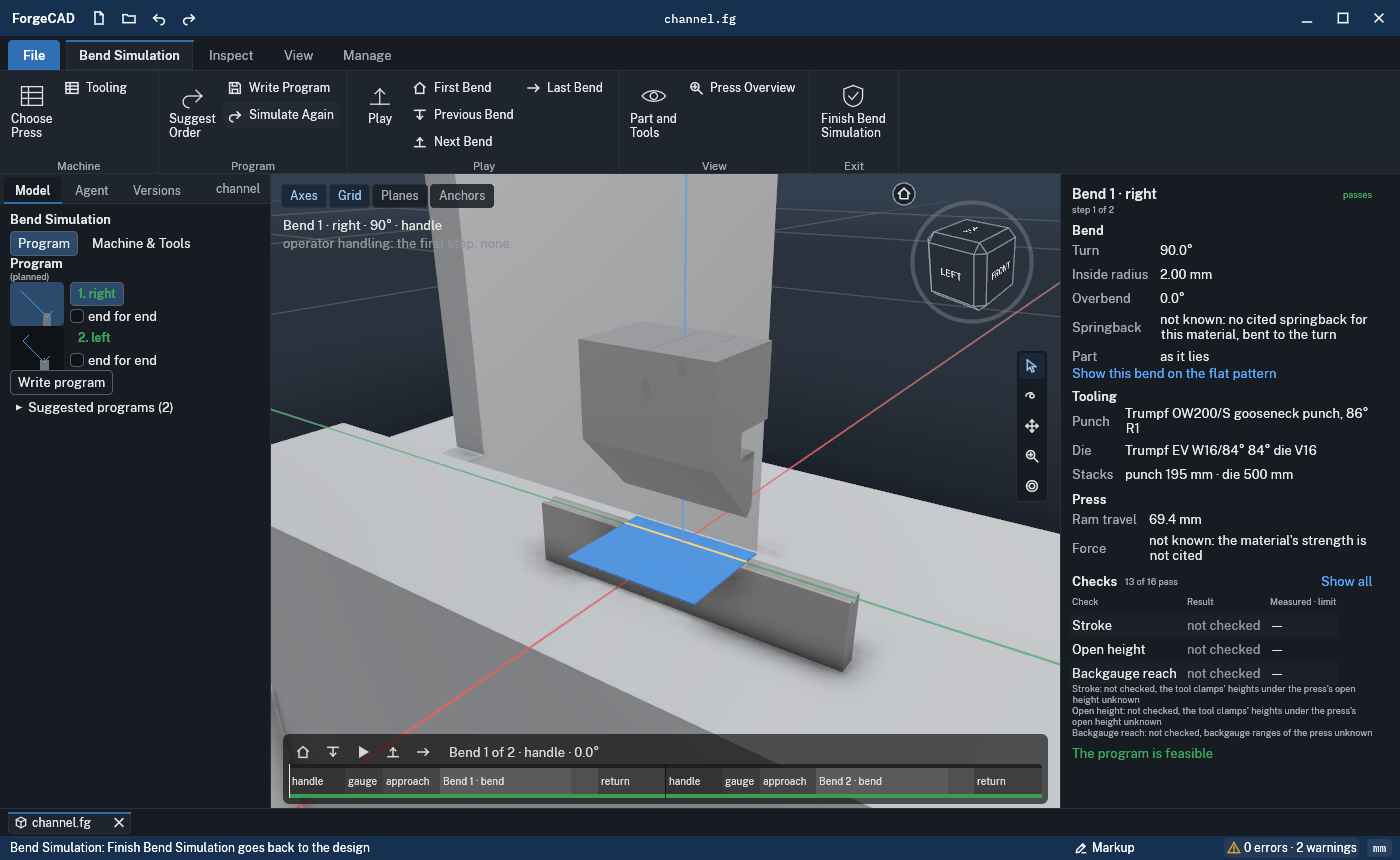 ForgeCAD
channel.fg
File
Bend Simulation
Inspect
View
Manage
Choose Press
Tooling
Machine
Suggest Order
Write Program
Simulate Again
Program
Play
First Bend
Previous Bend
Next Bend
Last Bend
Play
Part and Tools
Press Overview
View
Finish Bend Simulation
Exit
Model
Agent
Versions
channel
Bend Simulation
Program
Machine & Tools
Program
(planned)
1. right
end for end
2. left
end for end
Write program
Suggested programs (2)
Axes
Grid
Planes
Anchors
Bend 1 · right · 90° · handle
operator handling: the first step, none
LEFT
FRONT
Bend 1 of 2 · handle · 0.0°
handle
gauge
approach
Bend 1 · bend
return
handle
gauge
approach
Bend 2 · bend
return
Bend 1 · right
passes
step 1 of 2
Bend
Turn 90.0°
Inside radius 2.00 mm
Overbend 0.0°
Springback not known: no cited springback for this material, bent to the turn
Part as it lies
Show this bend on the flat pattern
Tooling
Punch Trumpf OW200/S gooseneck punch, 86° R1
Die Trumpf EV W16/84° 84° die V16
Stacks punch 195 mm · die 500 mm
Press
Ram travel 69.4 mm
Force not known: the material's strength is not cited
Checks 13 of 16 pass Show all
Check Result Measured · limit
Stroke not checked —
Open height not checked —
Backgauge reach not checked —
Stroke: not checked, the tool clamps' heights under the press's open height unknown
Open height: not checked, the tool clamps' heights under the press's open height unknown
Backgauge reach: not checked, backgauge ranges of the press unknown
The program is feasible
channel.fg
Bend Simulation: Finish Bend Simulation goes back to the design
Markup
0 errors · 2 warnings
mm